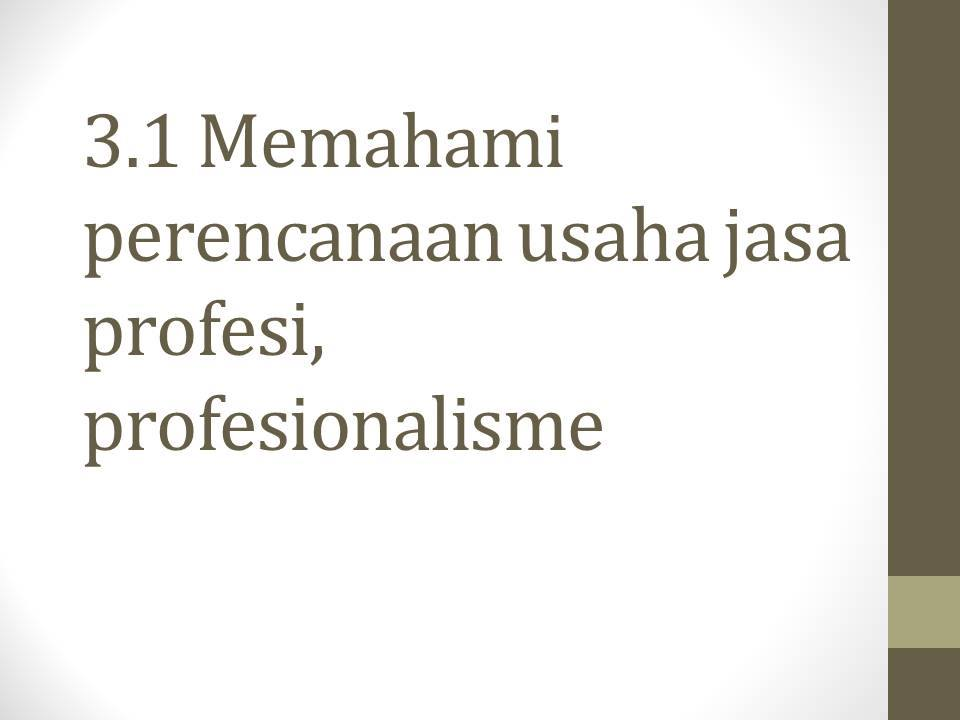 3.1 Memahami
perencanaan usaha jasa
profesi,
profesionalisme